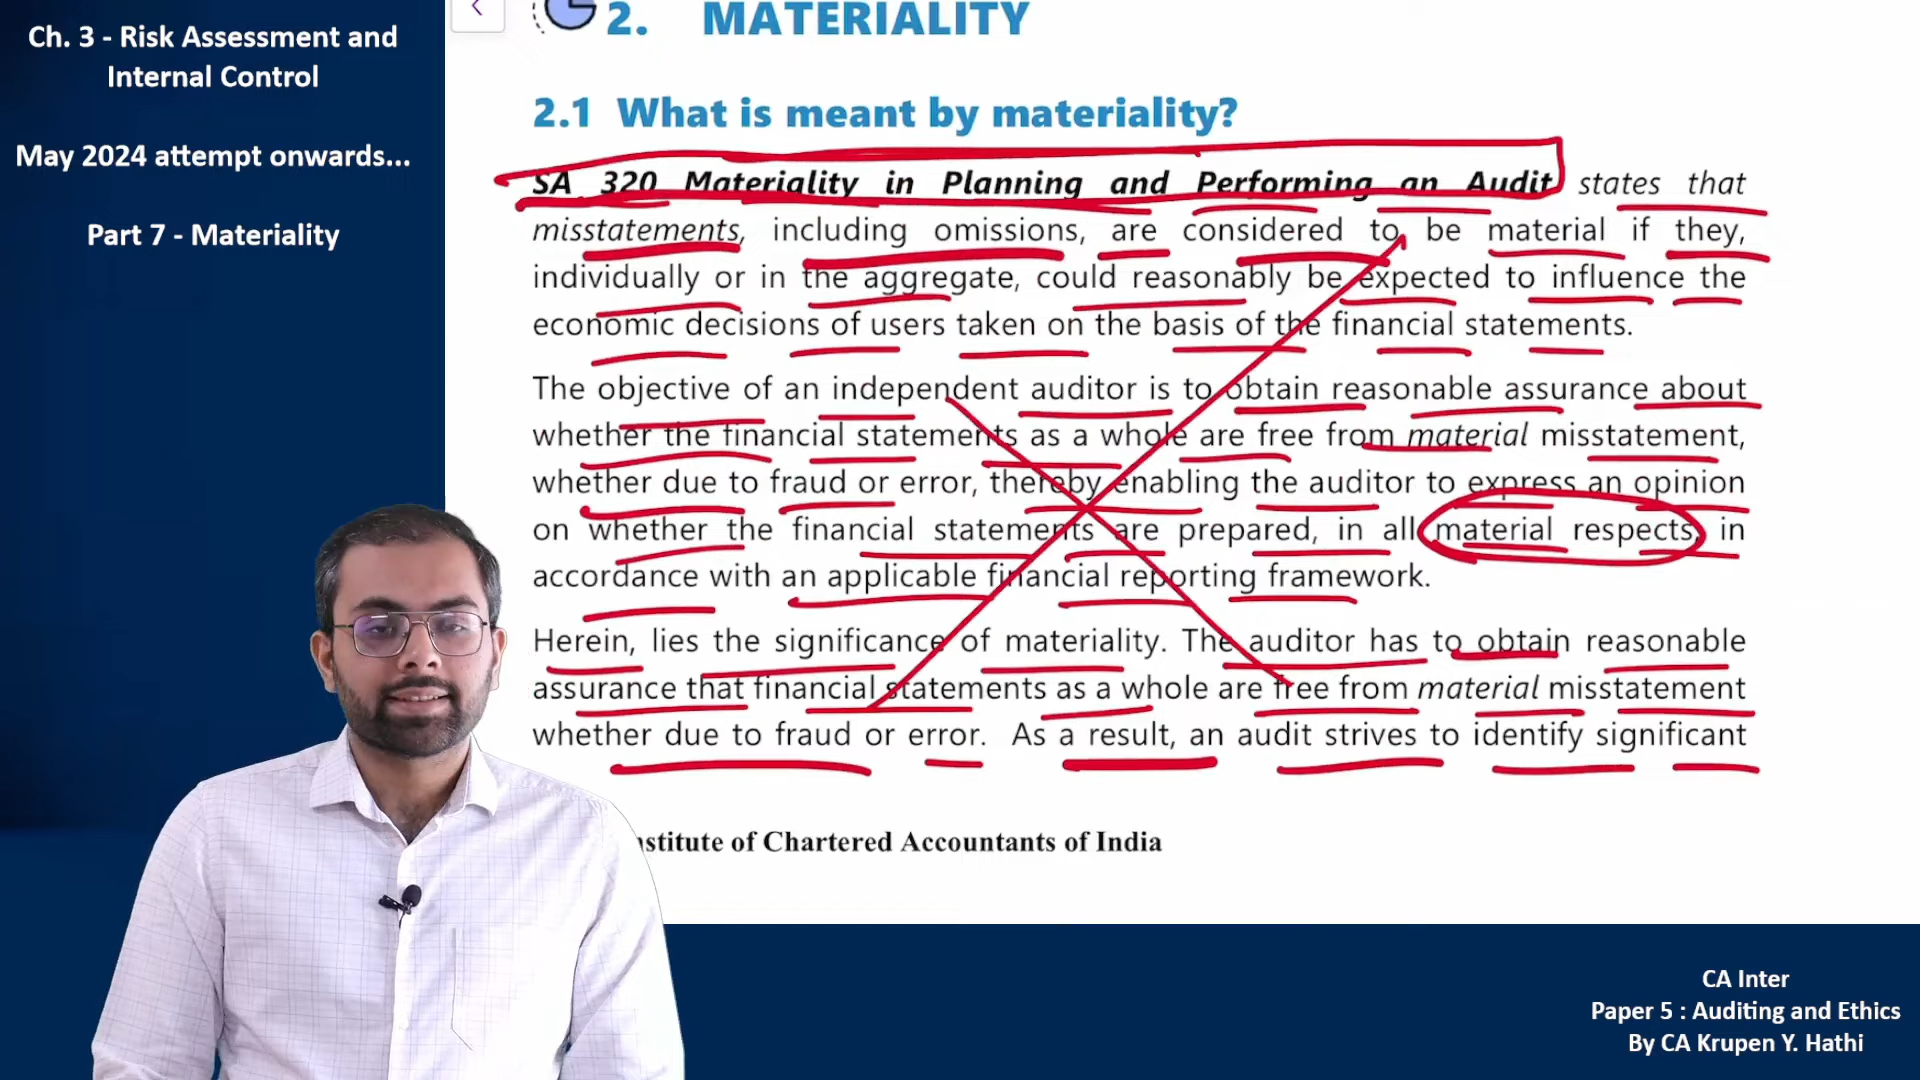 Ch. 3 - Risk Assessment and
Internal Control
May 2024 attempt onwards...
Part 7 - Materiality
2. MATERIALITY
2.1 What is meant by materiality?
SA 320 Materiality in Planning and Performing an Audit states that
misstatements, including omissions, are considered to be material if they,
individually or in the aggregate, could reasonably be expected to influence the
economic decisions of users taken on the basis of the financial statements.
The objective of an independent auditor is to obtain reasonable assurance about
whether the financial statements as a whole are free from material misstatement,
whether due to fraud or error, thereby enabling the auditor to express an opinion
on whether the financial statements are prepared, in all material respects, in
accordance with an applicable financial reporting framework.
Herein, lies the significance of materiality. The auditor has to obtain reasonable
assurance that financial statements as a whole are free from material misstatement
whether due to fraud or error. As a result, an audit strives to identify significant
stitute of Chartered Accountants of India
CA Inter
Paper 5 : Auditing and Ethics
By CA Krupen Y. Hathi